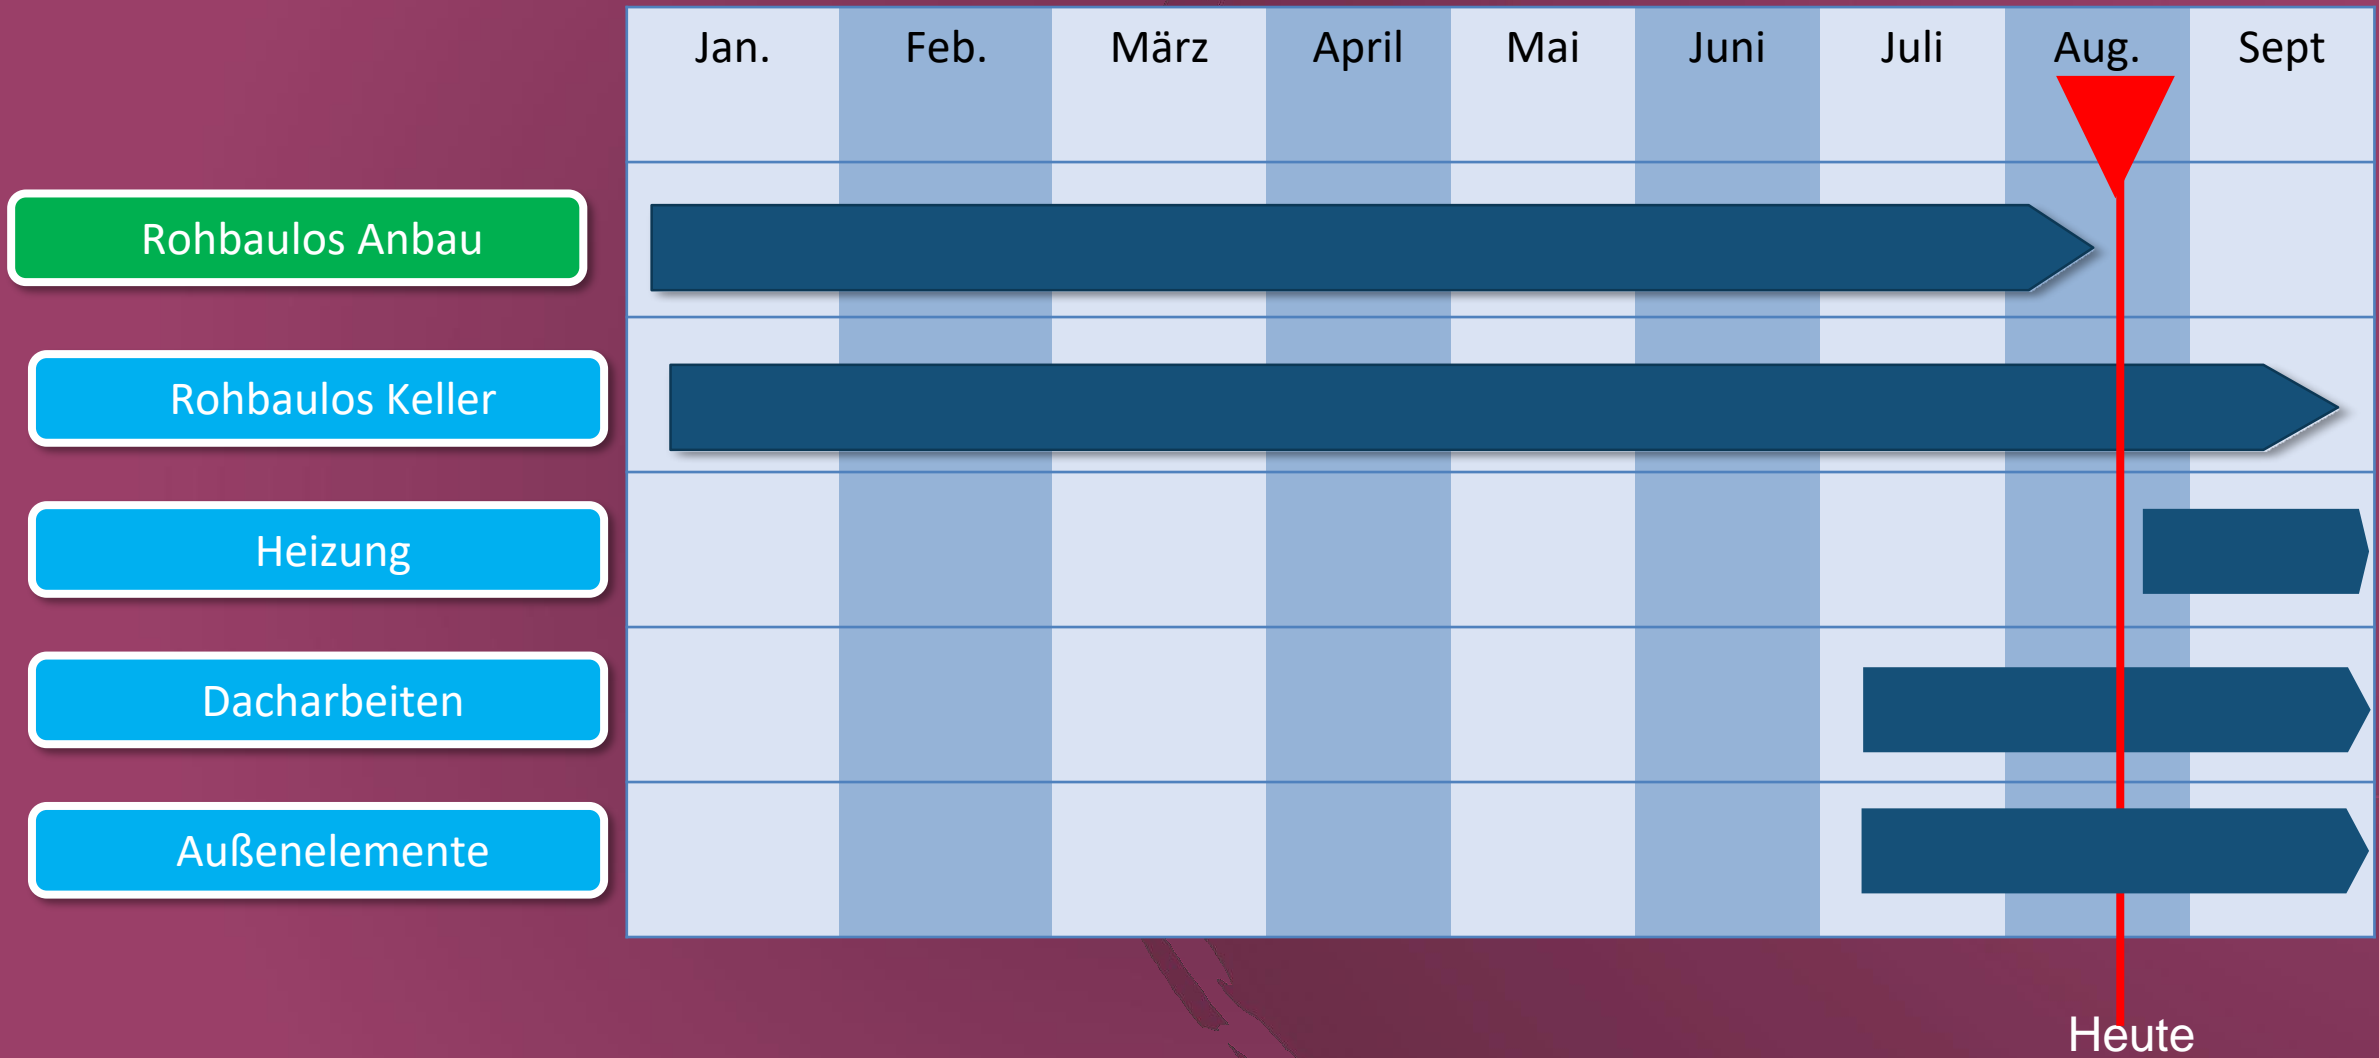 Jan. Feb. März April Mai Juni Juli Aug. Sept
Rohbaulos Anbau
Rohbaulos Keller
Heizung
Dacharbeiten
Außenelemente
Heute